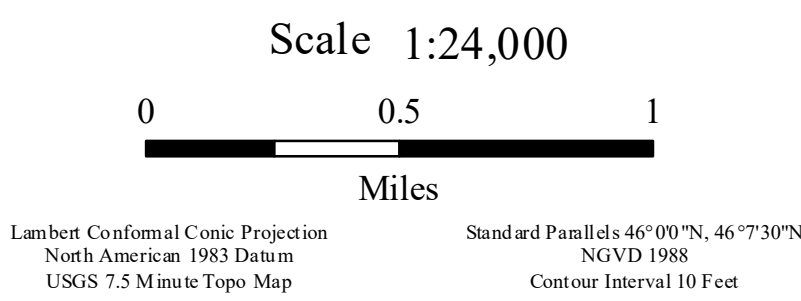 Scale 1:24,000
0 0.5 1
Miles
Lambert Conformal Conic Projection
North American 1983 Datum
USGS 7.5 Minute Topo Map
Standard Parallels 46°0'0"N, 46°7'30"N
NGVD 1988
Contour Interval 10 Feet